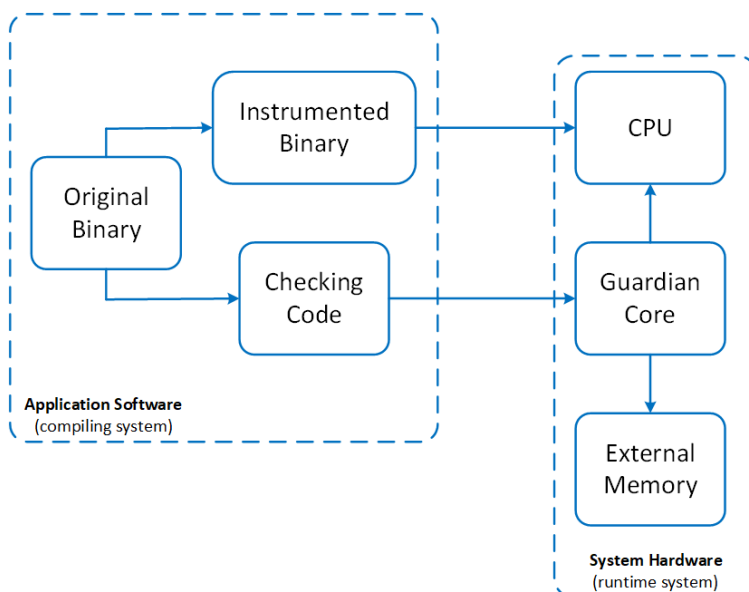 Instrumented
Binary
CPU
Original
Binary
Checking
Code
Guardian
Core
Application Software
(compiling system)
External
Memory
System Hardware
(runtime system)